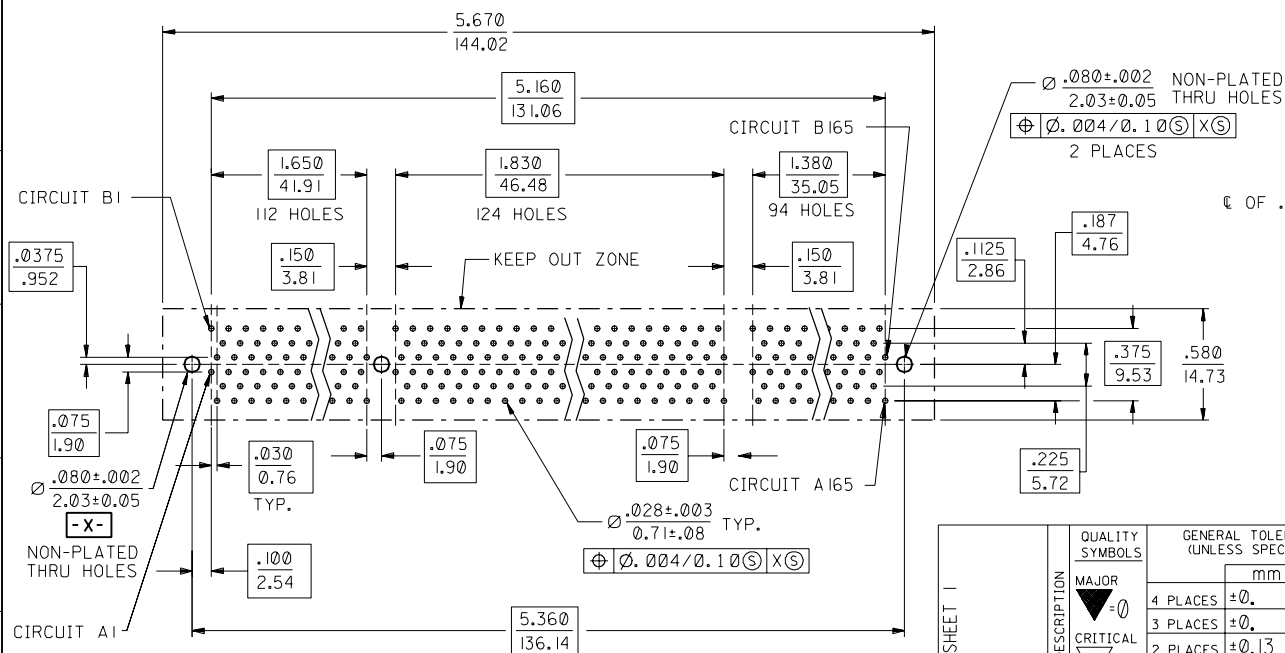 5.670
144.02
5.160
131.06
Ø .080±.002 NON-PLATED
2.03±0.05 THRU HOLES
⌖ Ø.004/0.10Ⓢ XⓈ
2 PLACES
CIRCUIT B165
1.650
41.91
112 HOLES
1.830
46.48
124 HOLES
1.380
35.05
94 HOLES
CIRCUIT B1
℄ OF .
.187
4.76
.0375
.952
.150
3.81
KEEP OUT ZONE
.150
3.81
.1125
2.86
.375
9.53
.580
14.73
.075
1.90
.030
0.76
TYP.
.075
1.90
.075
1.90
CIRCUIT A165
.225
5.72
Ø .080±.002
2.03±0.05
-X-
NON-PLATED
THRU HOLES
Ø .028±.003 TYP.
0.71±.08
⌖ Ø.004/0.10Ⓢ XⓈ
.100
2.54
CIRCUIT A1
5.360
136.14
SHEET 1
ESCRIPTION
QUALITY
SYMBOLS
MAJOR
=0
CRITICAL
GENERAL TOLE
(UNLESS SPEC
mm
4 PLACES ±0.
3 PLACES ±0.
2 PLACES ±0.13